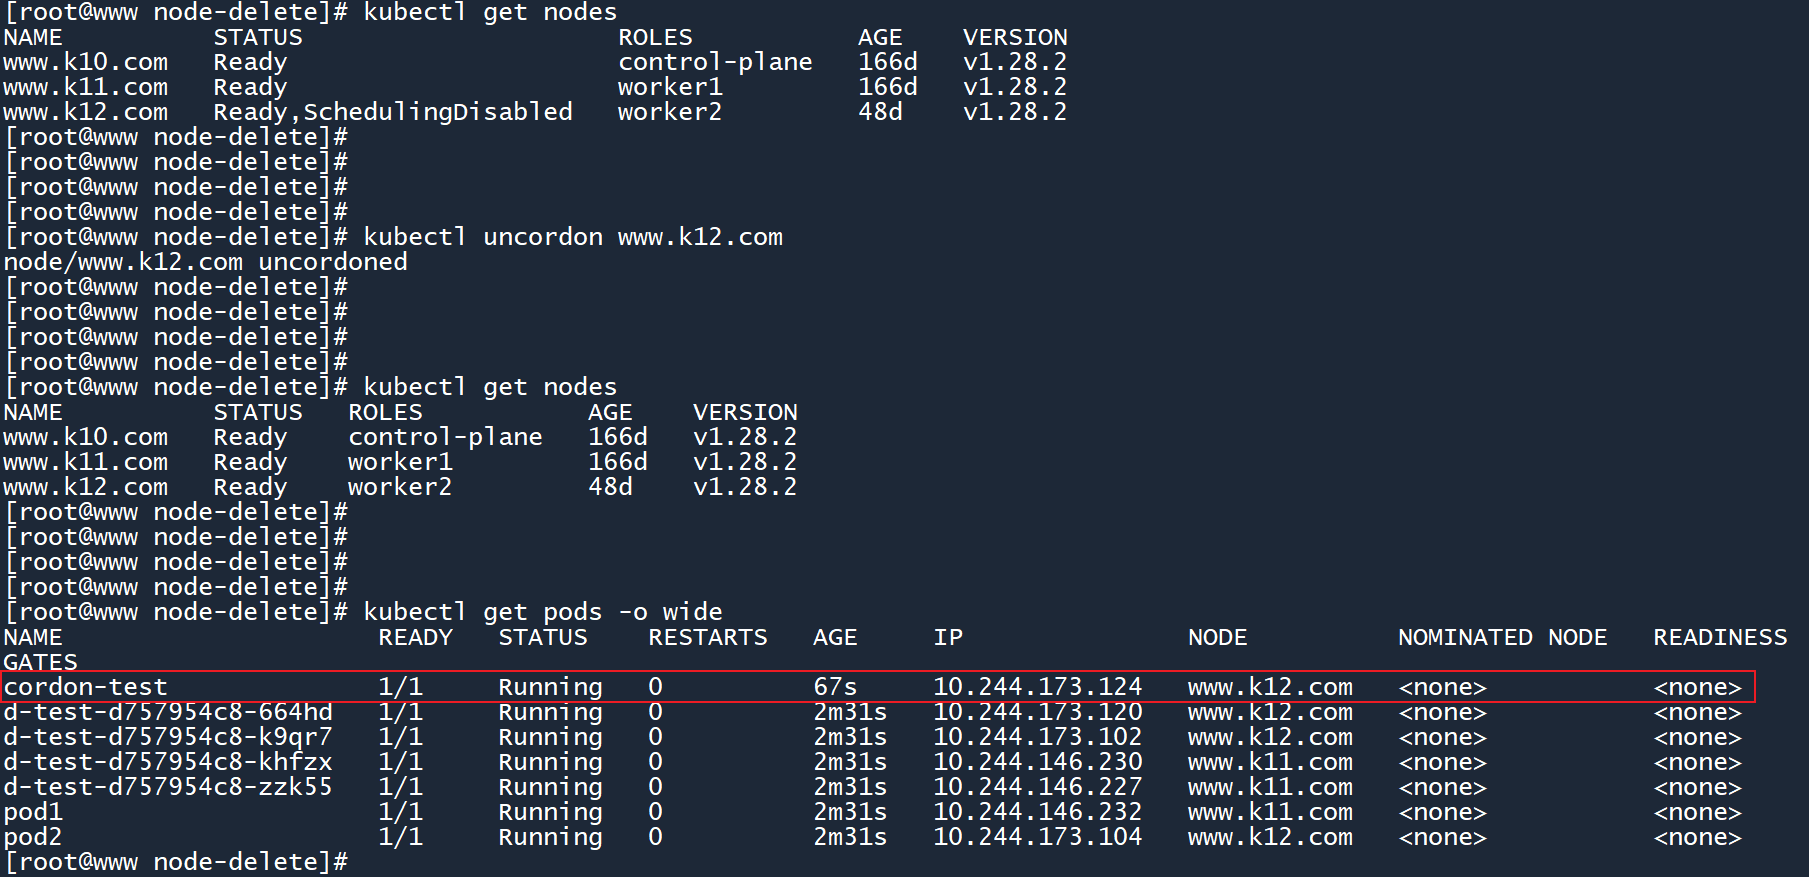 [root@www node-delete]# kubectl get nodes
NAME          STATUS                     ROLES           AGE    VERSION
www.k10.com   Ready                      control-plane   166d   v1.28.2
www.k11.com   Ready                      worker1         166d   v1.28.2
www.k12.com   Ready,SchedulingDisabled   worker2         48d    v1.28.2
[root@www node-delete]#
[root@www node-delete]#
[root@www node-delete]#
[root@www node-delete]#
[root@www node-delete]# kubectl uncordon www.k12.com
node/www.k12.com uncordoned
[root@www node-delete]#
[root@www node-delete]#
[root@www node-delete]#
[root@www node-delete]#
[root@www node-delete]# kubectl get nodes
NAME          STATUS   ROLES           AGE    VERSION
www.k10.com   Ready    control-plane   166d   v1.28.2
www.k11.com   Ready    worker1         166d   v1.28.2
www.k12.com   Ready    worker2         48d    v1.28.2
[root@www node-delete]#
[root@www node-delete]#
[root@www node-delete]#
[root@www node-delete]#
[root@www node-delete]# kubectl get pods -o wide
NAME                     READY   STATUS    RESTARTS   AGE     IP               NODE          NOMINATED NODE   READINESS
GATES
cordon-test              1/1     Running   0          67s     10.244.173.124   www.k12.com   <none>           <none>
d-test-d757954c8-664hd   1/1     Running   0          2m31s   10.244.173.120   www.k12.com   <none>           <none>
d-test-d757954c8-k9qr7   1/1     Running   0          2m31s   10.244.173.102   www.k12.com   <none>           <none>
d-test-d757954c8-khfzx   1/1     Running   0          2m31s   10.244.146.230   www.k11.com   <none>           <none>
d-test-d757954c8-zzk55   1/1     Running   0          2m31s   10.244.146.227   www.k11.com   <none>           <none>
pod1                     1/1     Running   0          2m31s   10.244.146.232   www.k11.com   <none>           <none>
pod2                     1/1     Running   0          2m31s   10.244.173.104   www.k12.com   <none>           <none>
[root@www node-delete]#